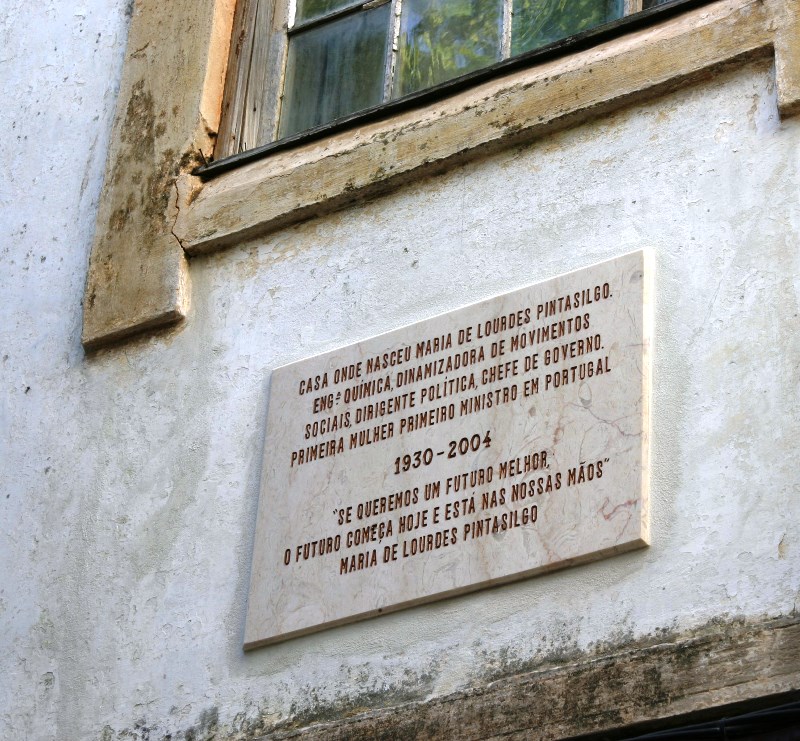 CASA ONDE NASCEU MARIA DE LOURDES PINTASILGO.
ENG.ª QUÍMICA, DINAMIZADORA DE MOVIMENTOS
SOCIAIS, DIRIGENTE POLÍTICA, CHEFE DE GOVERNO.
PRIMEIRA MULHER PRIMEIRO MINISTRO EM PORTUGAL
1930-2004
"SE QUEREMOS UM FUTURO MELHOR,
O FUTURO COMEÇA HOJE E ESTÁ NAS NOSSAS MÃOS"
MARIA DE LOURDES PINTASILGO